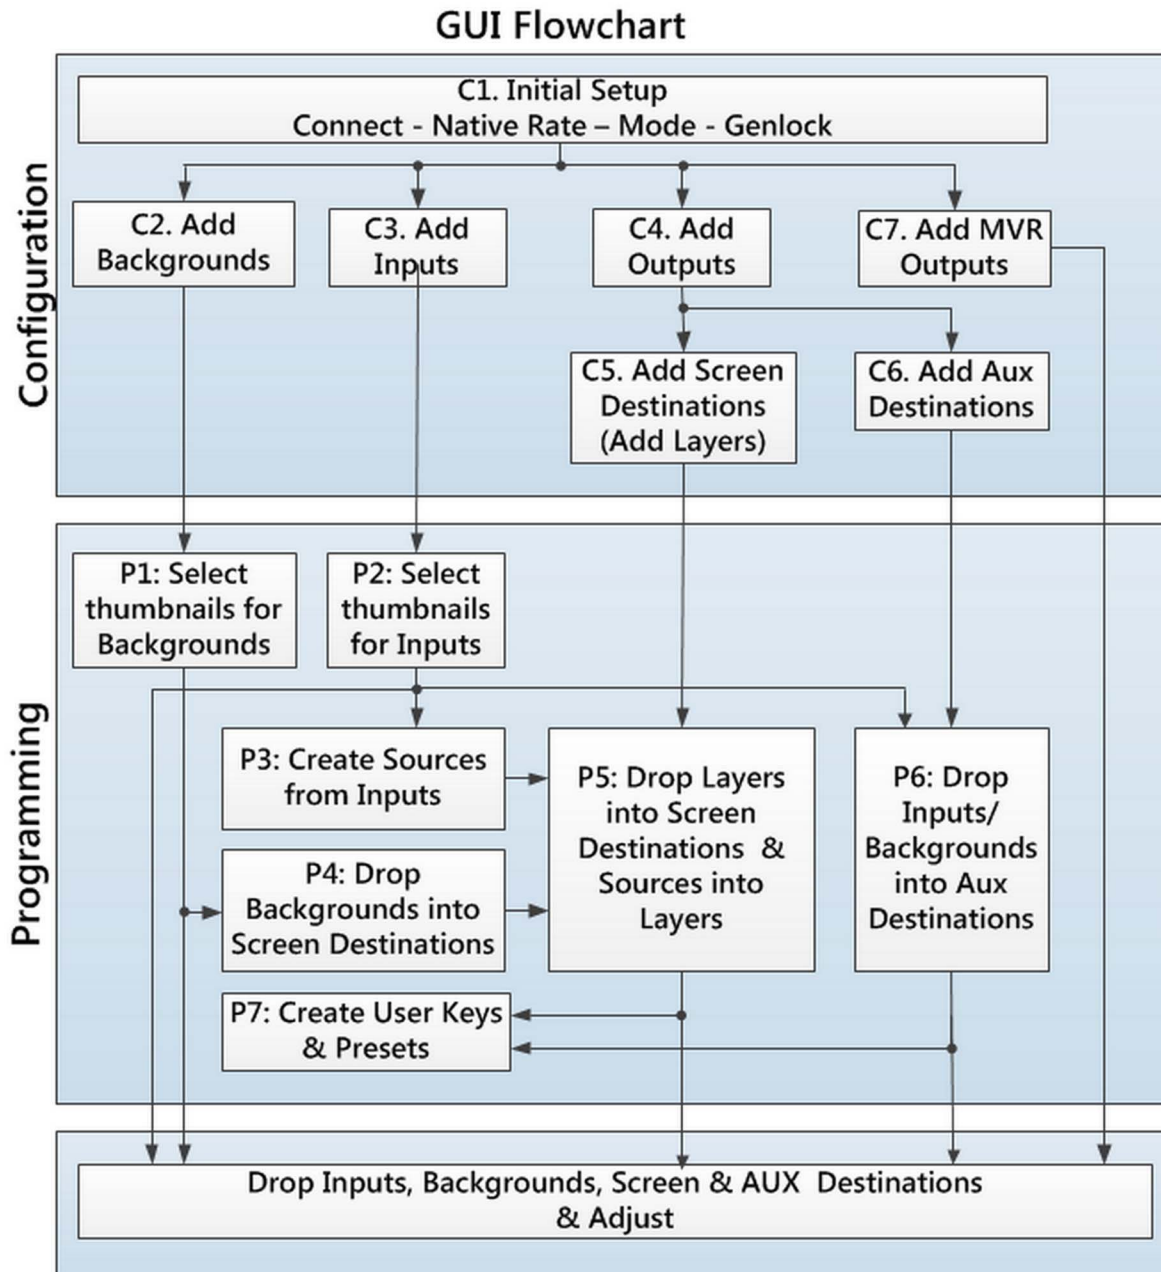 GUI Flowchart
Configuration
C1. Initial Setup
Connect - Native Rate – Mode - Genlock
C2. Add
Backgrounds
C3. Add
Inputs
C4. Add
Outputs
C7. Add MVR
Outputs
C5. Add Screen
Destinations
(Add Layers)
C6. Add Aux
Destinations
Programming
P1: Select
thumbnails for
Backgrounds
P2: Select
thumbnails
for Inputs
P3: Create Sources
from Inputs
P4: Drop
Backgrounds into
Screen Destinations
P5: Drop Layers
into Screen
Destinations &
Sources into
Layers
P6: Drop
Inputs/
Backgrounds
into Aux
Destinations
P7: Create User Keys
& Presets
Drop Inputs, Backgrounds, Screen & AUX Destinations
& Adjust